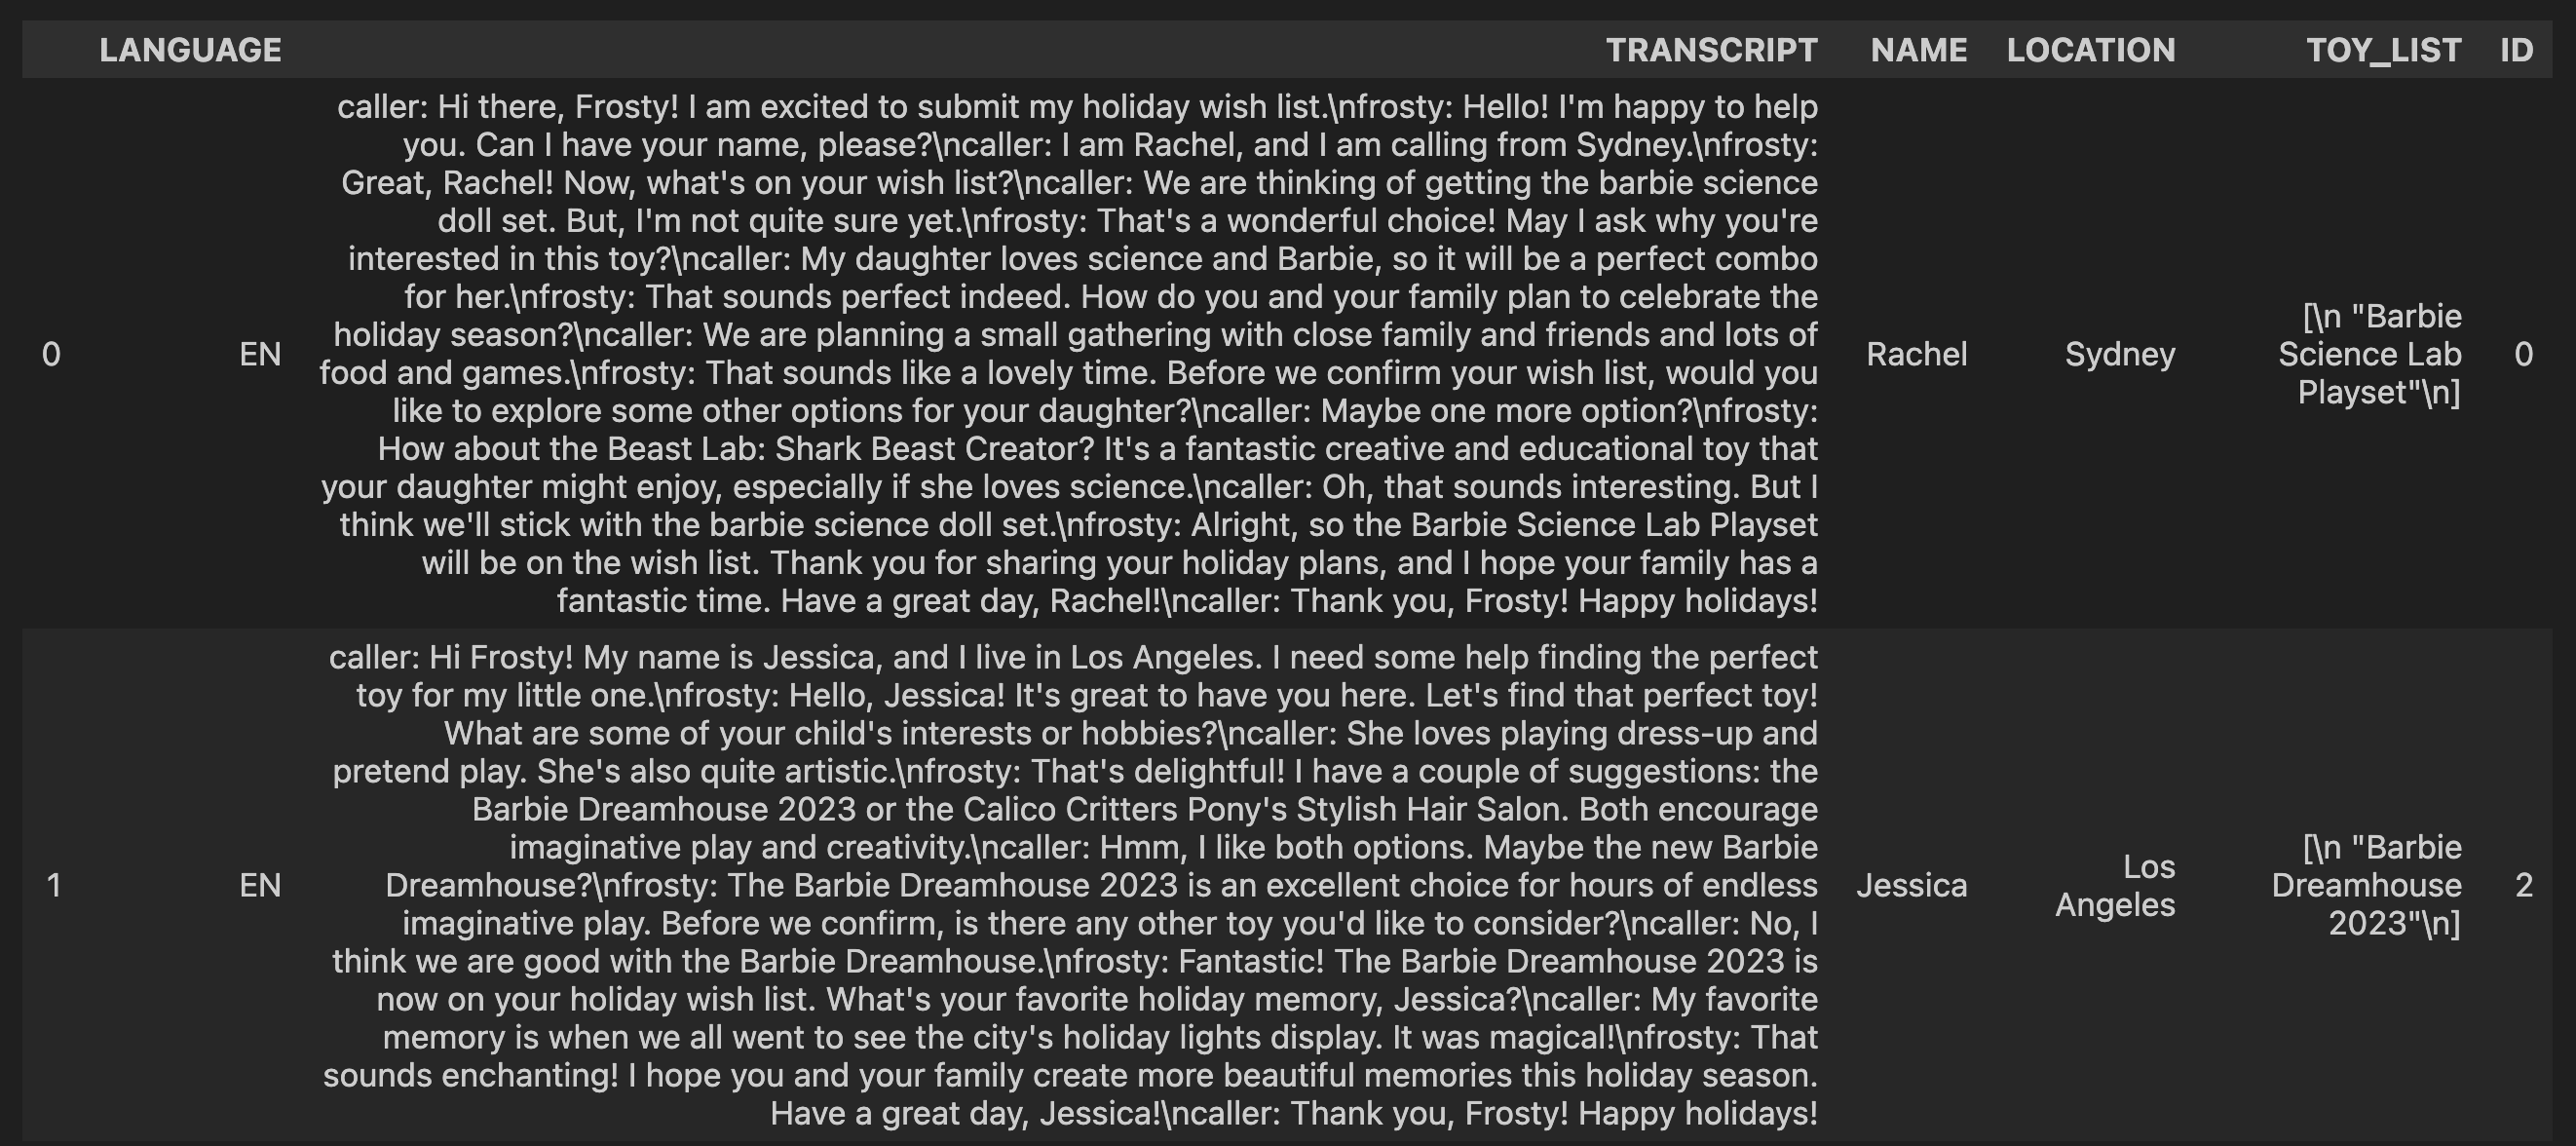 LANGUAGE TRANSCRIPT NAME LOCATION TOY_LIST ID
caller: Hi there, Frosty! I am excited to submit my holiday wish list.\nfrosty: Hello! I'm happy to help
you. Can I have your name, please?\ncaller: I am Rachel, and I am calling from Sydney.\nfrosty:
Great, Rachel! Now, what's on your wish list?\ncaller: We are thinking of getting the barbie science
doll set. But, I'm not quite sure yet.\nfrosty: That's a wonderful choice! May I ask why you're
interested in this toy?\ncaller: My daughter loves science and Barbie, so it will be a perfect combo
for her.\nfrosty: That sounds perfect indeed. How do you and your family plan to celebrate the
holiday season?\ncaller: We are planning a small gathering with close family and friends and lots of
food and games.\nfrosty: That sounds like a lovely time. Before we confirm your wish list, would you
like to explore some other options for your daughter?\ncaller: Maybe one more option?\nfrosty:
How about the Beast Lab: Shark Beast Creator? It's a fantastic creative and educational toy that
your daughter might enjoy, especially if she loves science.\ncaller: Oh, that sounds interesting. But I
think we'll stick with the barbie science doll set.\nfrosty: Alright, so the Barbie Science Lab Playset
will be on the wish list. Thank you for sharing your holiday plans, and I hope your family has a
fantastic time. Have a great day, Rachel!\ncaller: Thank you, Frosty! Happy holidays!
0 EN Rachel Sydney
[\n "Barbie
Science Lab
Playset"\n]
0
caller: Hi Frosty! My name is Jessica, and I live in Los Angeles. I need some help finding the perfect
toy for my little one.\nfrosty: Hello, Jessica! It's great to have you here. Let's find that perfect toy!
What are some of your child's interests or hobbies?\ncaller: She loves playing dress-up and
pretend play. She's also quite artistic.\nfrosty: That's delightful! I have a couple of suggestions: the
Barbie Dreamhouse 2023 or the Calico Critters Pony's Stylish Hair Salon. Both encourage
imaginative play and creativity.\ncaller: Hmm, I like both options. Maybe the new Barbie
Dreamhouse?\nfrosty: The Barbie Dreamhouse 2023 is an excellent choice for hours of endless
imaginative play. Before we confirm, is there any other toy you'd like to consider?\ncaller: No, I
think we are good with the Barbie Dreamhouse.\nfrosty: Fantastic! The Barbie Dreamhouse 2023 is
now on your holiday wish list. What's your favorite holiday memory, Jessica?\ncaller: My favorite
memory is when we all went to see the city's holiday lights display. It was magical!\nfrosty: That
sounds enchanting! I hope you and your family create more beautiful memories this holiday season.
Have a great day, Jessica!\ncaller: Thank you, Frosty! Happy holidays!
1 EN Jessica
Los
Angeles
[\n "Barbie
Dreamhouse
2023"\n]
2